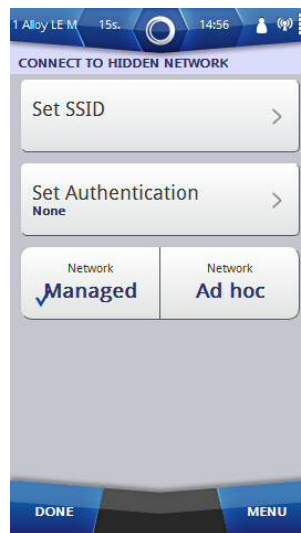 1 Alloy LE M 15s. 14:56
CONNECT TO HIDDEN NETWORK
Set SSID
Set Authentication
None
Network Network
Managed Ad hoc
DONE MENU